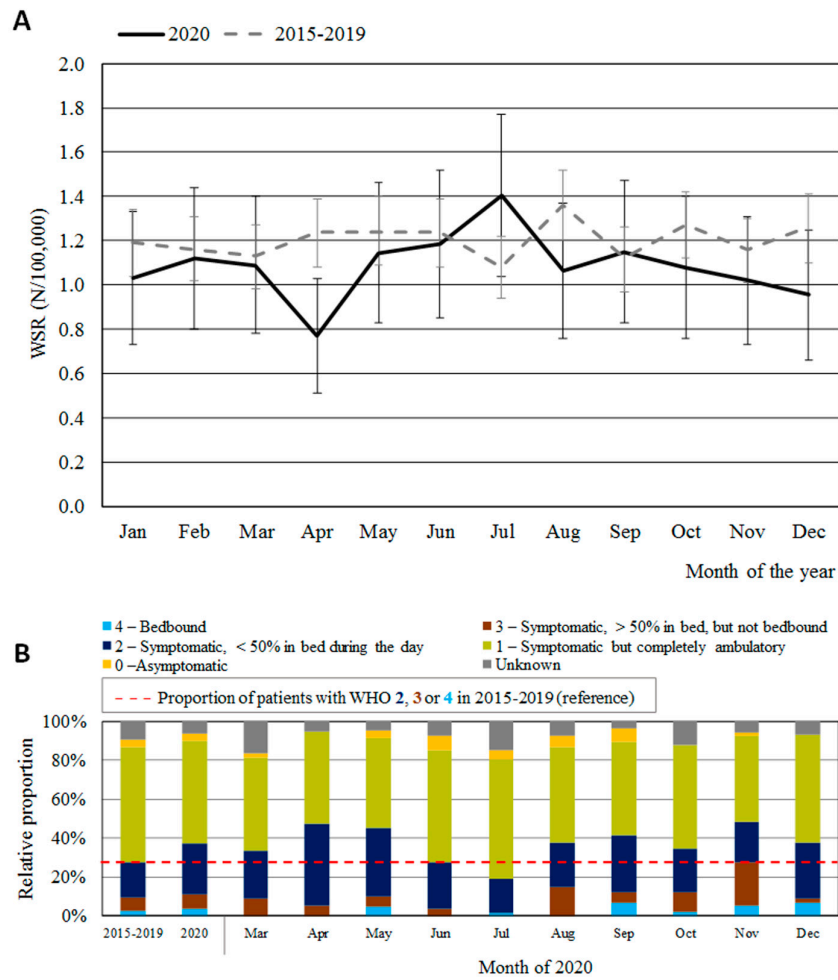 A
2020 2015-2019
2.0
1.8
1.6
1.4
1.2
1.0
0.8
0.6
0.4
0.2
0.0
WSR (N/100,000)
Jan Feb Mar Apr May Jun Jul Aug Sep Oct Nov Dec
Month of the year
4 – Bedbound 3 – Symptomatic, > 50% in bed, but not bedbound
B
2 – Symptomatic, < 50% in bed during the day 1 – Symptomatic but completely ambulatory
0 – Asymptomatic Unknown
Proportion of patients with WHO 2, 3 or 4 in 2015-2019 (reference)
100%
80%
60%
40%
20%
0%
Relative proportion
2015-2019 2020 Mar Apr May Jun Jul Aug Sep Oct Nov Dec
Month of 2020